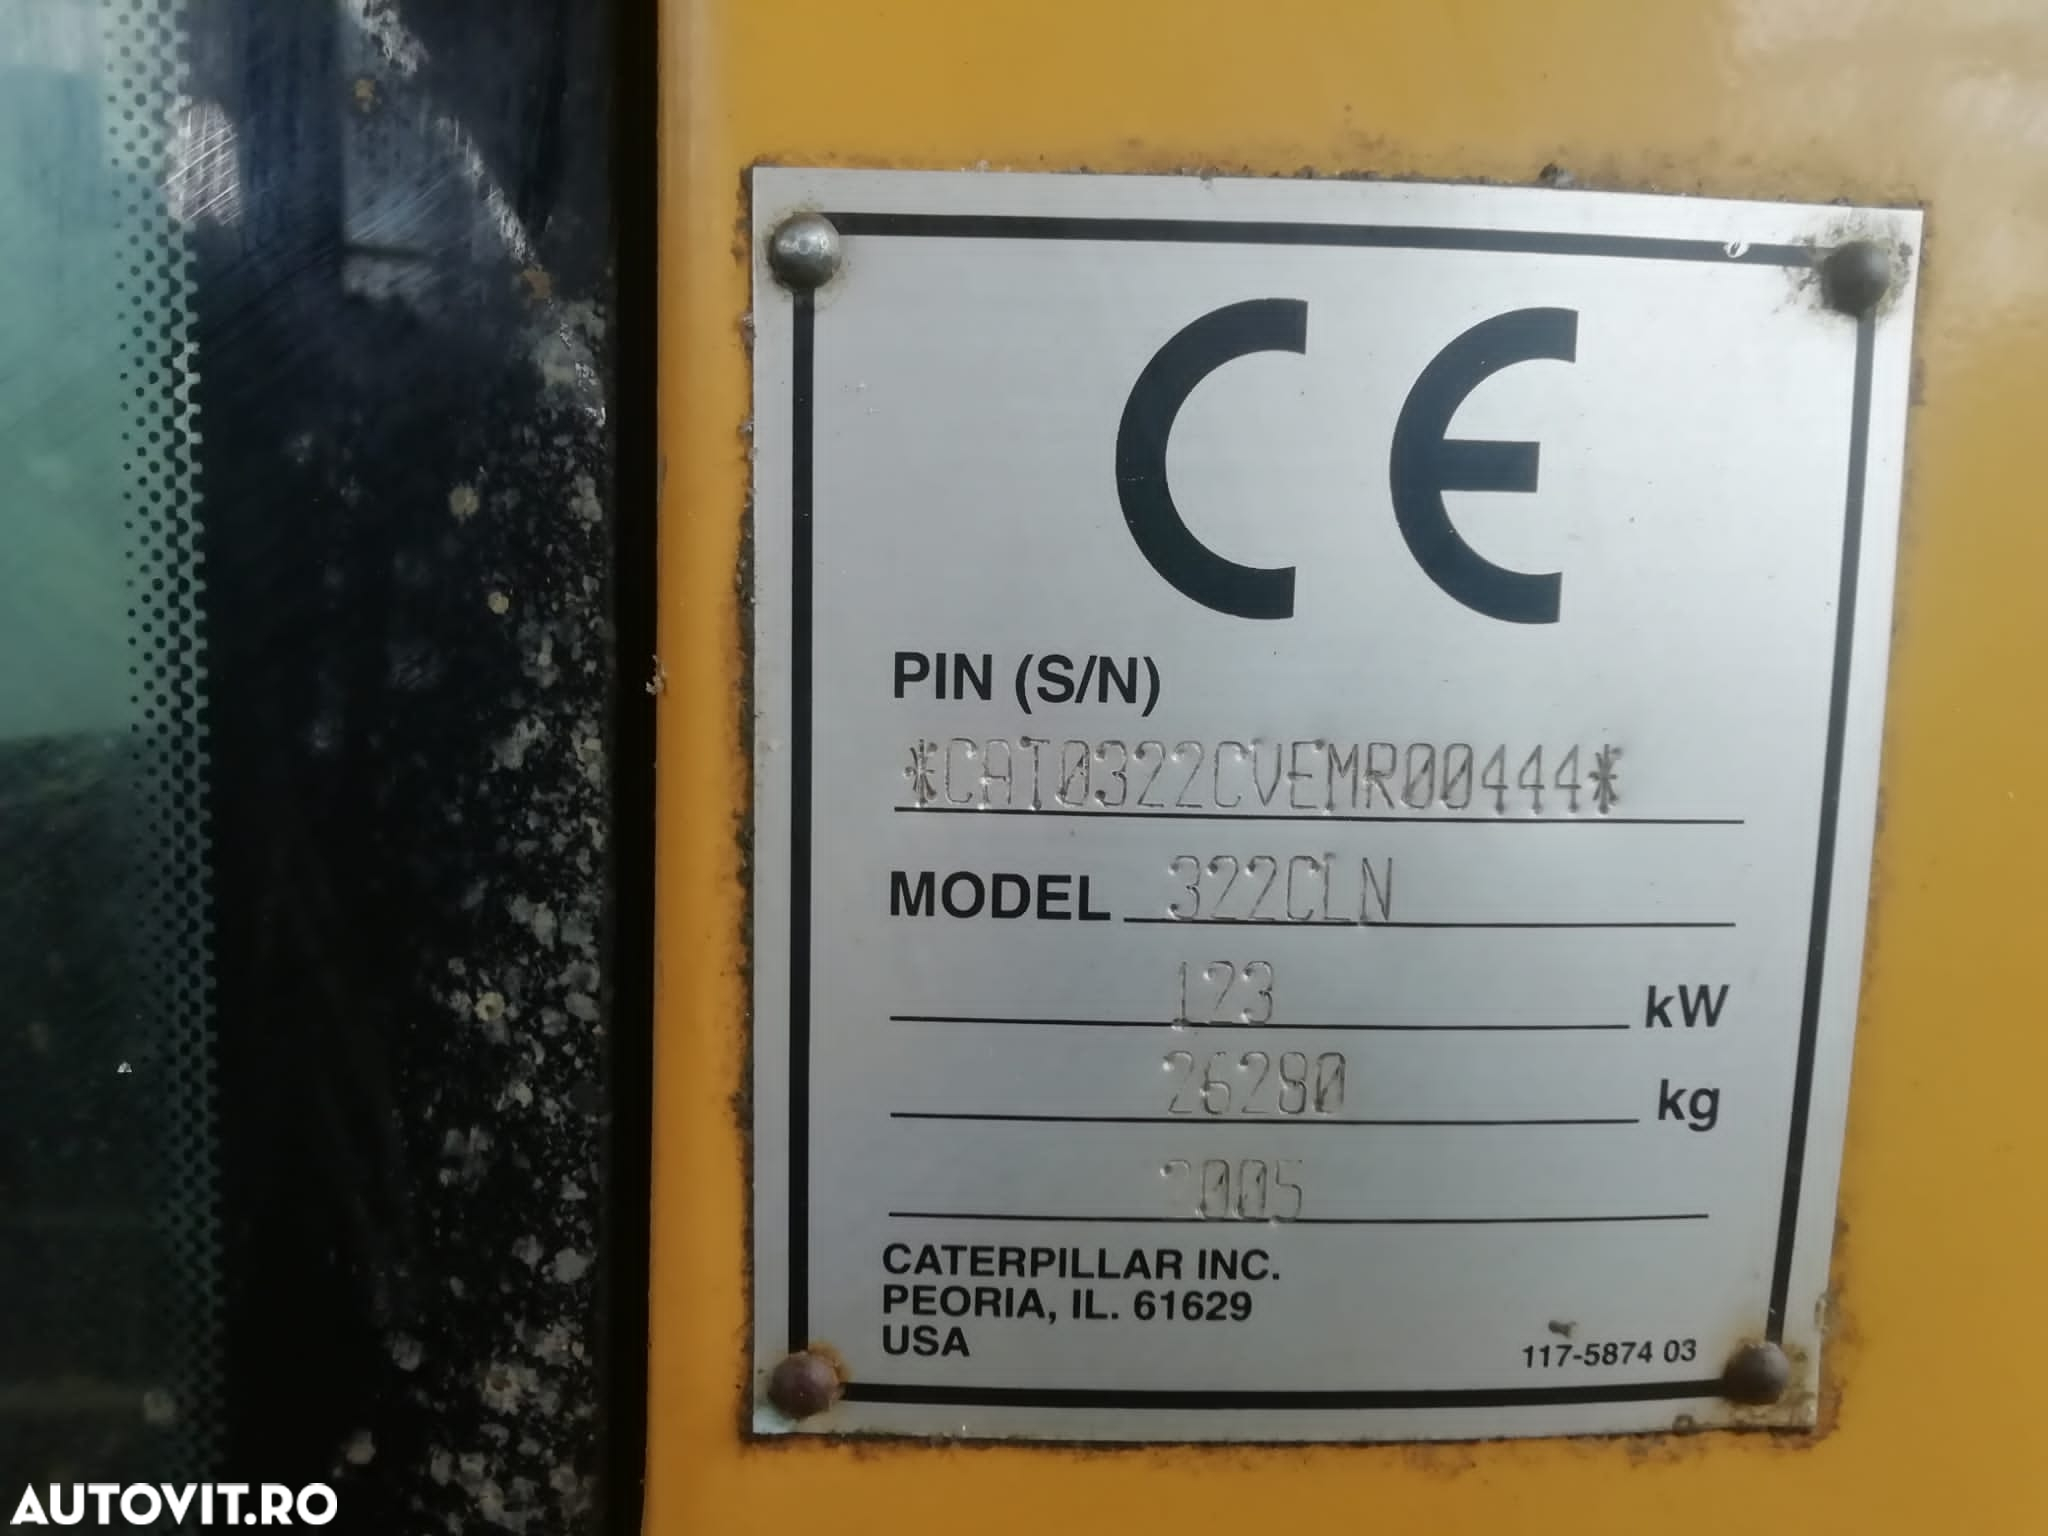 CE
PIN (S/N)
*CAT0322CVEMR00444*
MODEL 322CLN
123 kW
26280 kg
2005
CATERPILLAR INC.
PEORIA, IL. 61629
USA
117-5874 03
AUTOVIT.RO